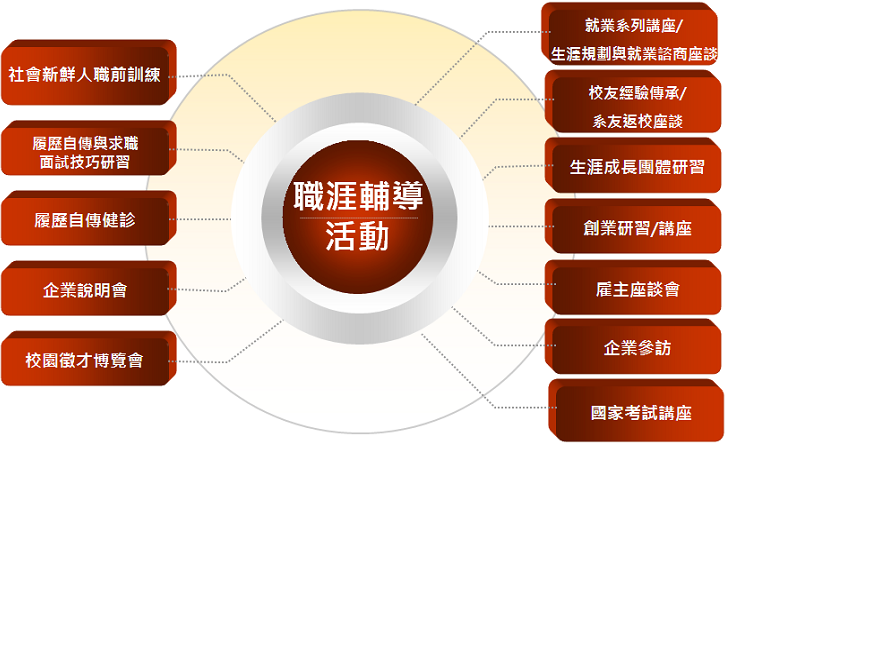 社會新鮮人職前訓練
履歷自傳與求職
面試技巧研習
履歷自傳健診
企業說明會
校園徵才博覽會
職涯輔導
活動
就業系列講座/
生涯規劃與就業諮商座談
校友經驗傳承/
系友返校座談
生涯成長團體研習
創業研習/講座
雇主座談會
企業參訪
國家考試講座